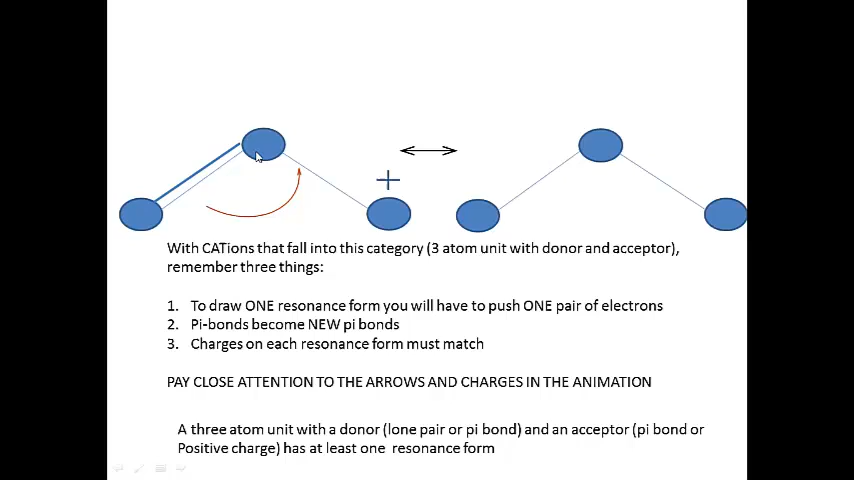 With CATions that fall into this category (3 atom unit with donor and acceptor),
remember three things:
1. To draw ONE resonance form you will have to push ONE pair of electrons
2. Pi-bonds become NEW pi bonds
3. Charges on each resonance form must match
PAY CLOSE ATTENTION TO THE ARROWS AND CHARGES IN THE ANIMATION
A three atom unit with a donor (lone pair or pi bond) and an acceptor (pi bond or
Positive charge) has at least one resonance form